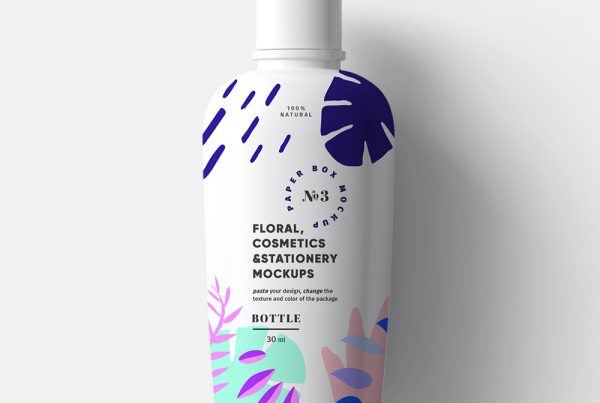 100%
NATURAL
PAPER BOX MOCKUP
№3
FLORAL,
COSMETICS
&STATIONERY
MOCKUPS
paste your design, change the
texture and color of the package
BOTTLE
30 ml